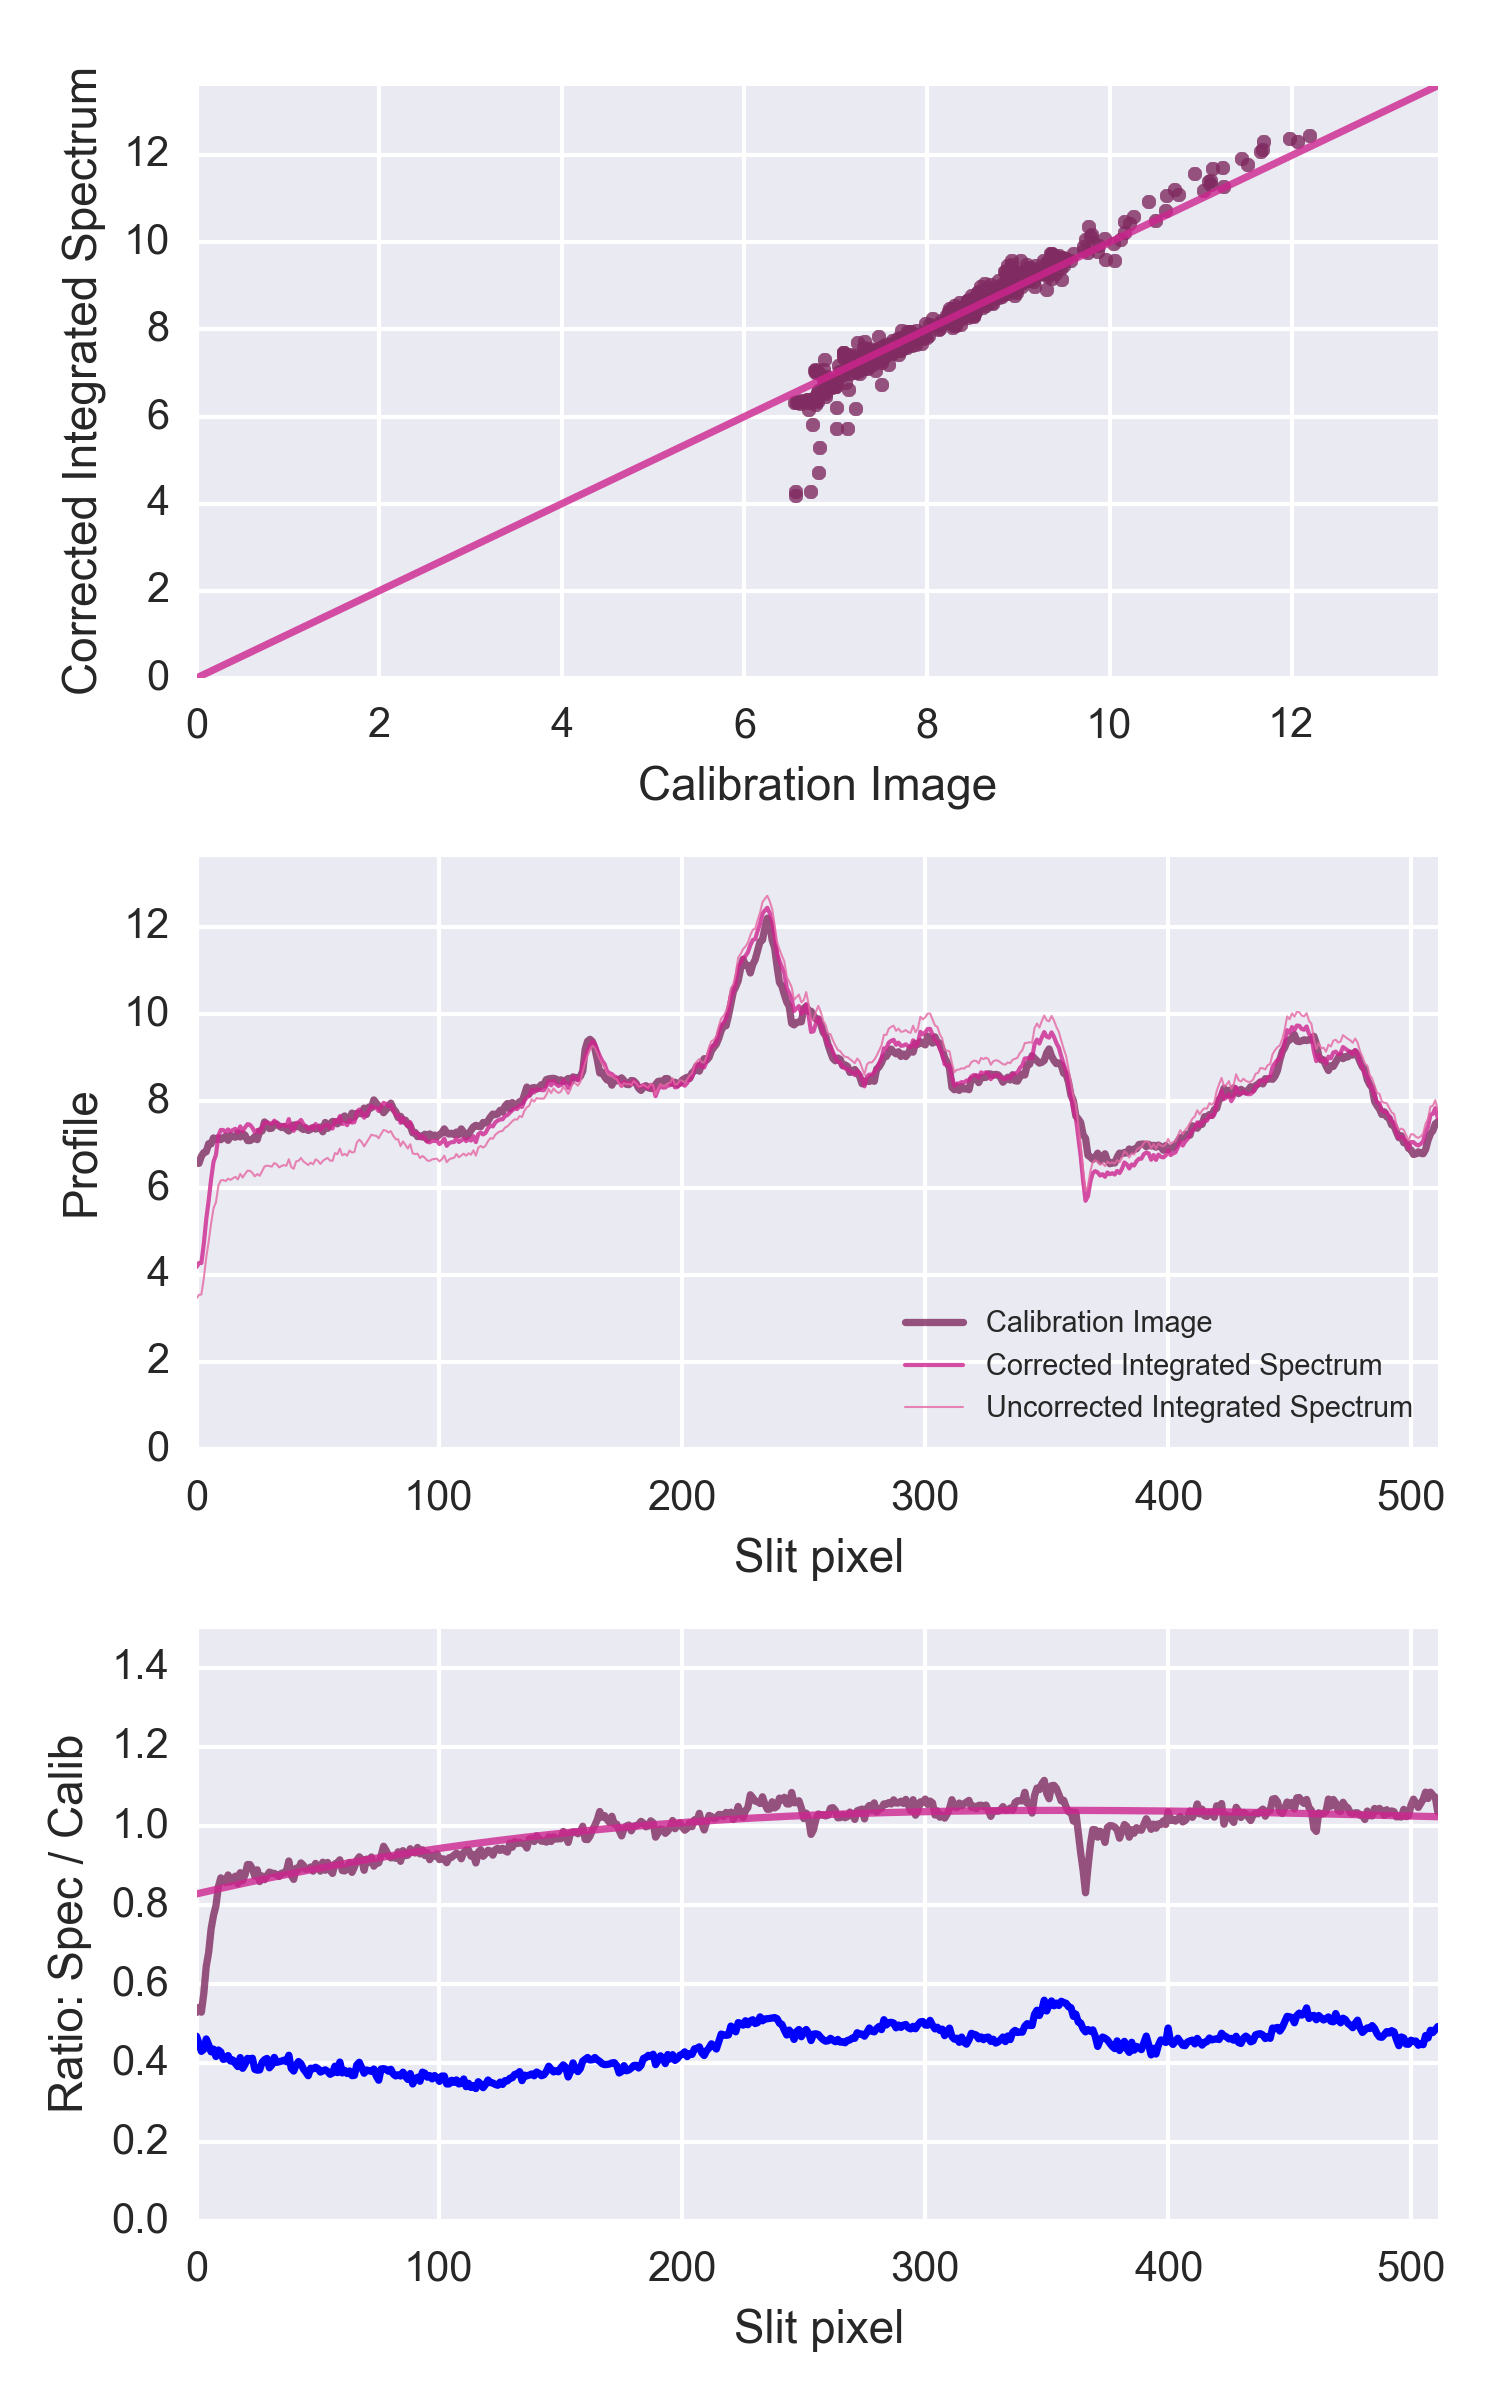 Corrected Integrated Spectrum
12
10
8
6
4
2
0
0 2 4 6 8 10 12
Calibration Image
Profile
12
10
8
6
4
2
0
Calibration Image
Corrected Integrated Spectrum
Uncorrected Integrated Spectrum
0 100 200 300 400 500
Slit pixel
Ratio: Spec / Calib
1.4
1.2
1.0
0.8
0.6
0.4
0.2
0.0
0 100 200 300 400 500
Slit pixel